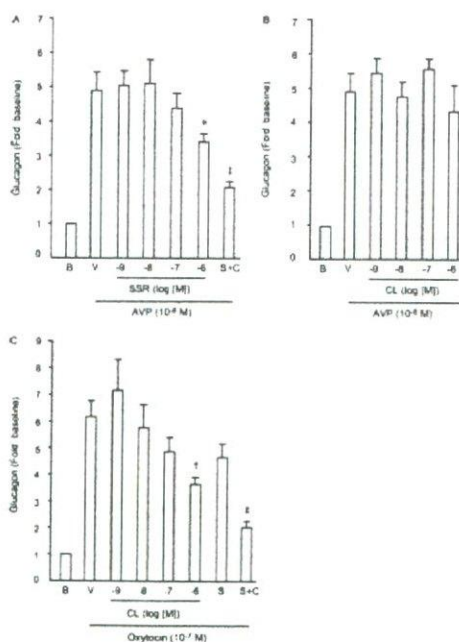 A
Glucagon (Fold baseline)
7
6
5
4
3
2
1
0
*
‡
B V -9 -8 -7 -6 S+C
SSR (log [M])
AVP (10⁻⁸ M)
B
Glucagon (Fold baseline)
7
6
5
4
3
2
1
0
B V -9 -8 -7 -6
CL (log [M])
AVP (10⁻⁸ M)
C
Glucagon (Fold baseline)
9
8
7
6
5
4
3
2
1
0
†
‡
B V -9 -8 -7 -6 S S+C
CL (log [M])
Oxytocin (10⁻⁷ M)